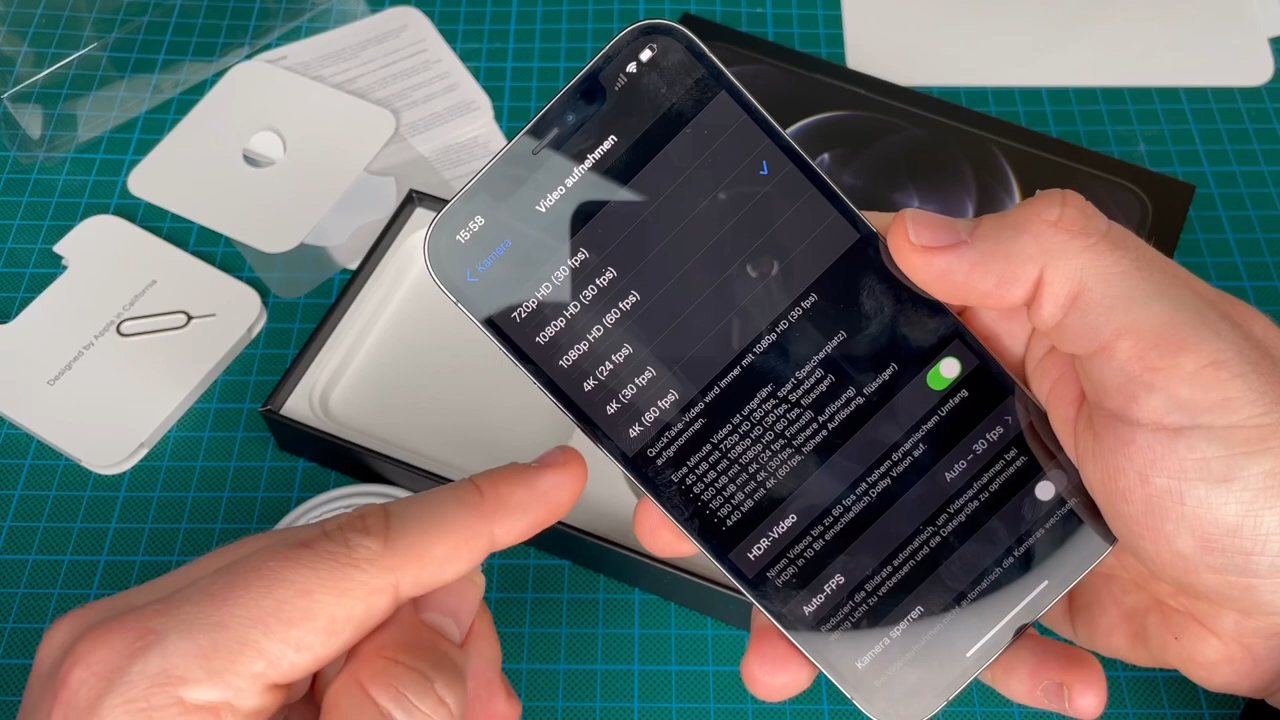 15:58
Kamera
Video aufnehmen
720p HD (30 fps)
1080p HD (30 fps)
1080p HD (60 fps)
4K (24 fps)
4K (30 fps)
4K (60 fps)
QuickTake-Video wird immer mit 1080p HD (30 fps)
aufgenommen.
Eine Minute Video ist ungefähr:
· 45 MB mit 720p HD (30 fps, spart Speicherplatz)
· 65 MB mit 1080p HD (30 fps, Standard)
· 100 MB mit 1080p HD (60 fps, flüssiger)
· 150 MB mit 4K (24 fps, Filmstil)
· 190 MB mit 4K (30 fps, höhere Auflösung)
· 440 MB mit 4K (60 fps, höhere Auflösung, flüssiger)
HDR-Video
Nimm Videos bis zu 60 fps mit hohem dynamischem Umfang
(HDR) in 10 Bit einschließlich Dolby Vision auf.
Auto-FPS
Auto – 30 fps
Reduziert die Bildrate automatisch, um Videoaufnahmen bei
wenig Licht zu verbessern und die Dateigröße zu optimieren.
Kamera sperren
Bei Videoaufnahmen nicht automatisch die Kameras wechseln.
Designed by Apple in California